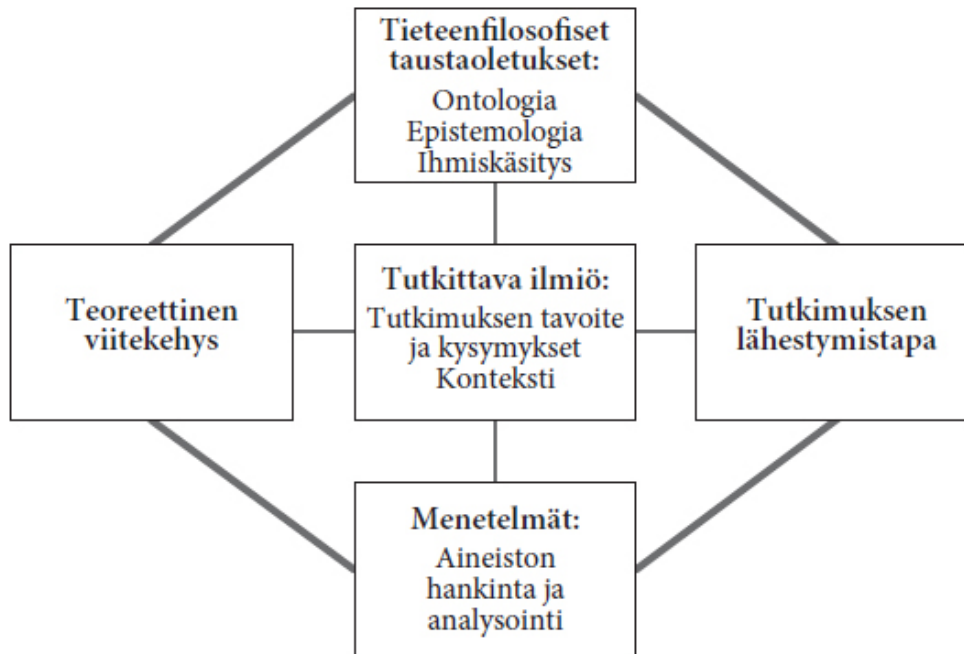 Tieteenfilosofiset
taustaoletukset:
Ontologia
Epistemologia
Ihmiskäsitys
Teoreettinen
viitekehys
Tutkittava ilmiö:
Tutkimuksen tavoite
ja kysymykset
Konteksti
Tutkimuksen
lähestymistapa
Menetelmät:
Aineiston
hankinta ja
analysointi